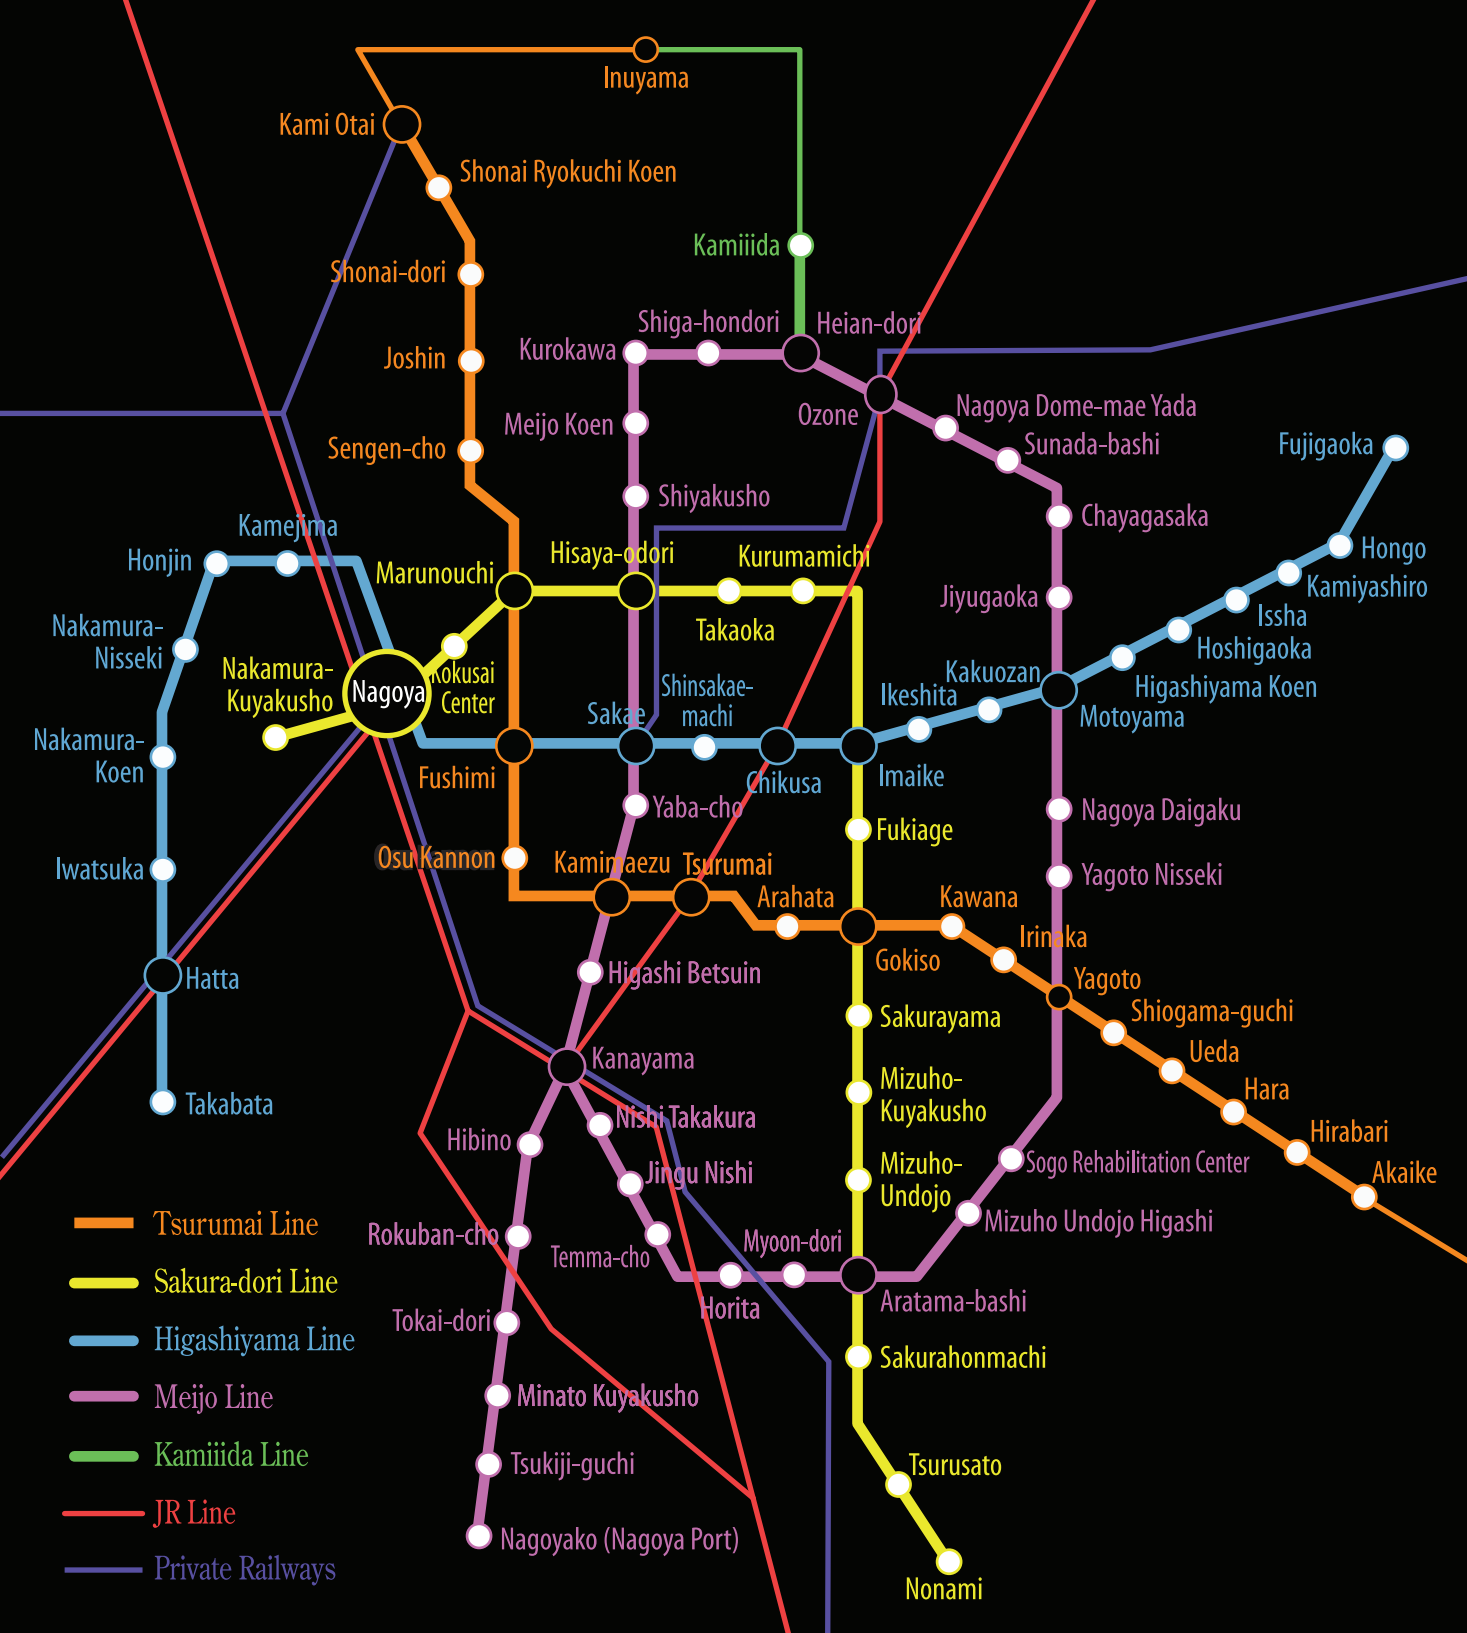 Inuyama
Kami Otai
Shonai Ryokuchi Koen
Kamiiida
Shonai-dori
Shiga-hondori
Heian-dori
Kurokawa
Joshin
Nagoya Dome-mae Yada
Ozone
Meijo Koen
Sunada-bashi
Fujigaoka
Sengen-cho
Shiyakusho
Chayagasaka
Kamejima
Honjin
Hisaya-odori
Kurumamichi
Hongo
Marunouchi
Kamiyashiro
Jiyugaoka
Issha
Nakamura-
Nisseki
Takaoka
Hoshigaoka
Nakamura-
Kuyakusho
Nagoya
Kokusai
Center
Kakuozan
Shinsakae-
machi
Ikeshita
Higashiyama Koen
Sakae
Motoyama
Nakamura-
Koen
Fushimi
Chikusa
Imaike
Yaba-cho
Nagoya Daigaku
Fukiage
Iwatsuka
Osu Kannon
Kamimaezu
Tsurumai
Yagoto Nisseki
Arahata
Kawana
Irinaka
Gokiso
Hatta
Higashi Betsuin
Yagoto
Sakurayama
Shiogama-guchi
Kanayama
Ueda
Mizuho-
Kuyakusho
Hara
Takabata
Nishi Takakura
Hibino
Hirabari
Jingu Nishi
Mizuho-
Undojo
Sogo Rehabilitation Center
Akaike
Tsurumai Line
Rokuban-cho
Temma-cho
Myoon-dori
Mizuho Undojo Higashi
Sakura-dori Line
Horita
Aratama-bashi
Tokai-dori
Higashiyama Line
Sakurahonmachi
Meijo Line
Minato Kuyakusho
Kamiiida Line
Tsukiji-guchi
Tsurusato
JR Line
Nagoyako (Nagoya Port)
Private Railways
Nonami